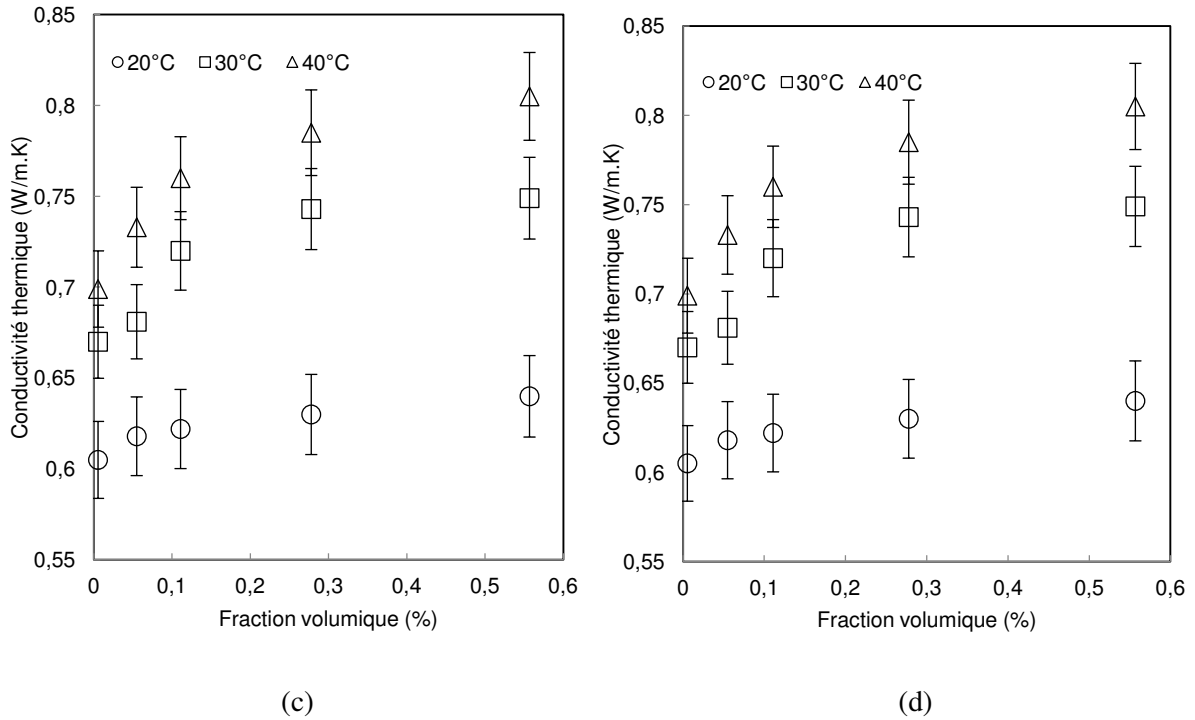 0,85
20°C 30°C 40°C
0,8
0,75
0,7
0,65
0,6
0,55
Conductivité thermique (W/m.K)
0 0,1 0,2 0,3 0,4 0,5 0,6
Fraction volumique (%)
(c)
0,85
20°C 30°C 40°C
0,8
0,75
0,7
0,65
0,6
0,55
Conductivité thermique (W/m.K)
0 0,1 0,2 0,3 0,4 0,5 0,6
Fraction volumique (%)
(d)